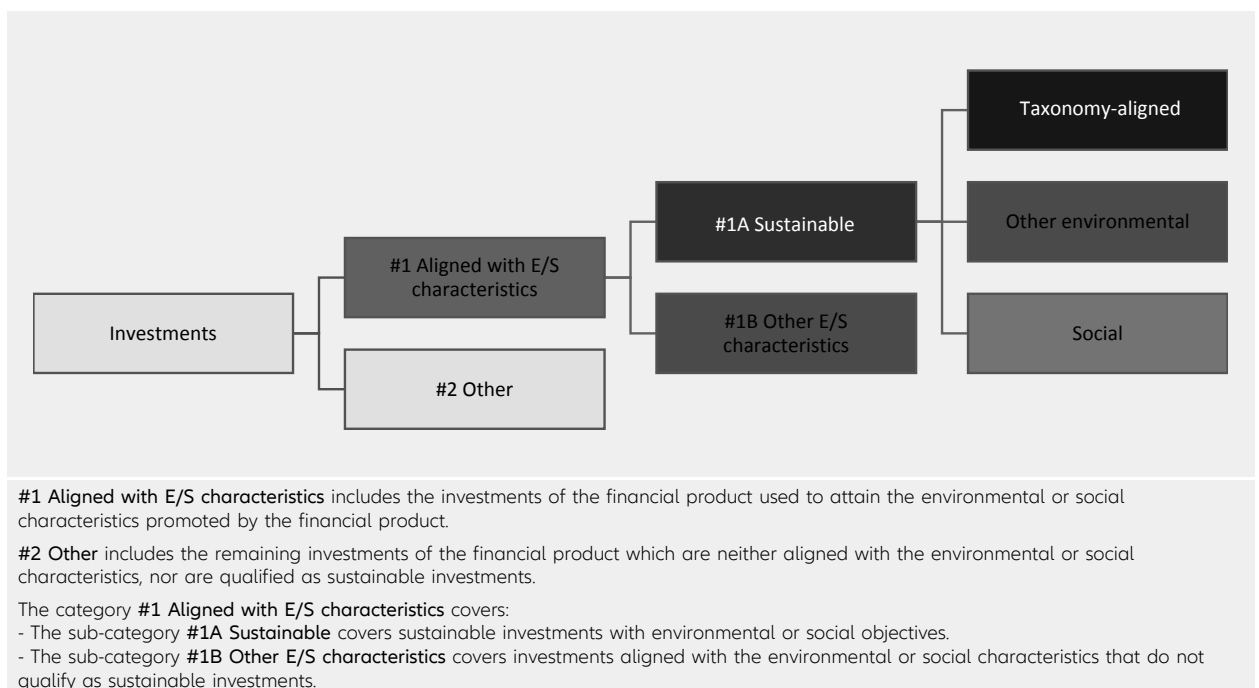 Taxonomy-aligned
#1A Sustainable
Other environmental
#1 Aligned with E/S
characteristics
Investments
#1B Other E/S
characteristics
Social
#2 Other
#1 Aligned with E/S characteristics includes the investments of the financial product used to attain the environmental or social
characteristics promoted by the financial product.
#2 Other includes the remaining investments of the financial product which are neither aligned with the environmental or social
characteristics, nor are qualified as sustainable investments.
The category #1 Aligned with E/S characteristics covers:
- The sub-category #1A Sustainable covers sustainable investments with environmental or social objectives.
- The sub-category #1B Other E/S characteristics covers investments aligned with the environmental or social characteristics that do not
qualify as sustainable investments.